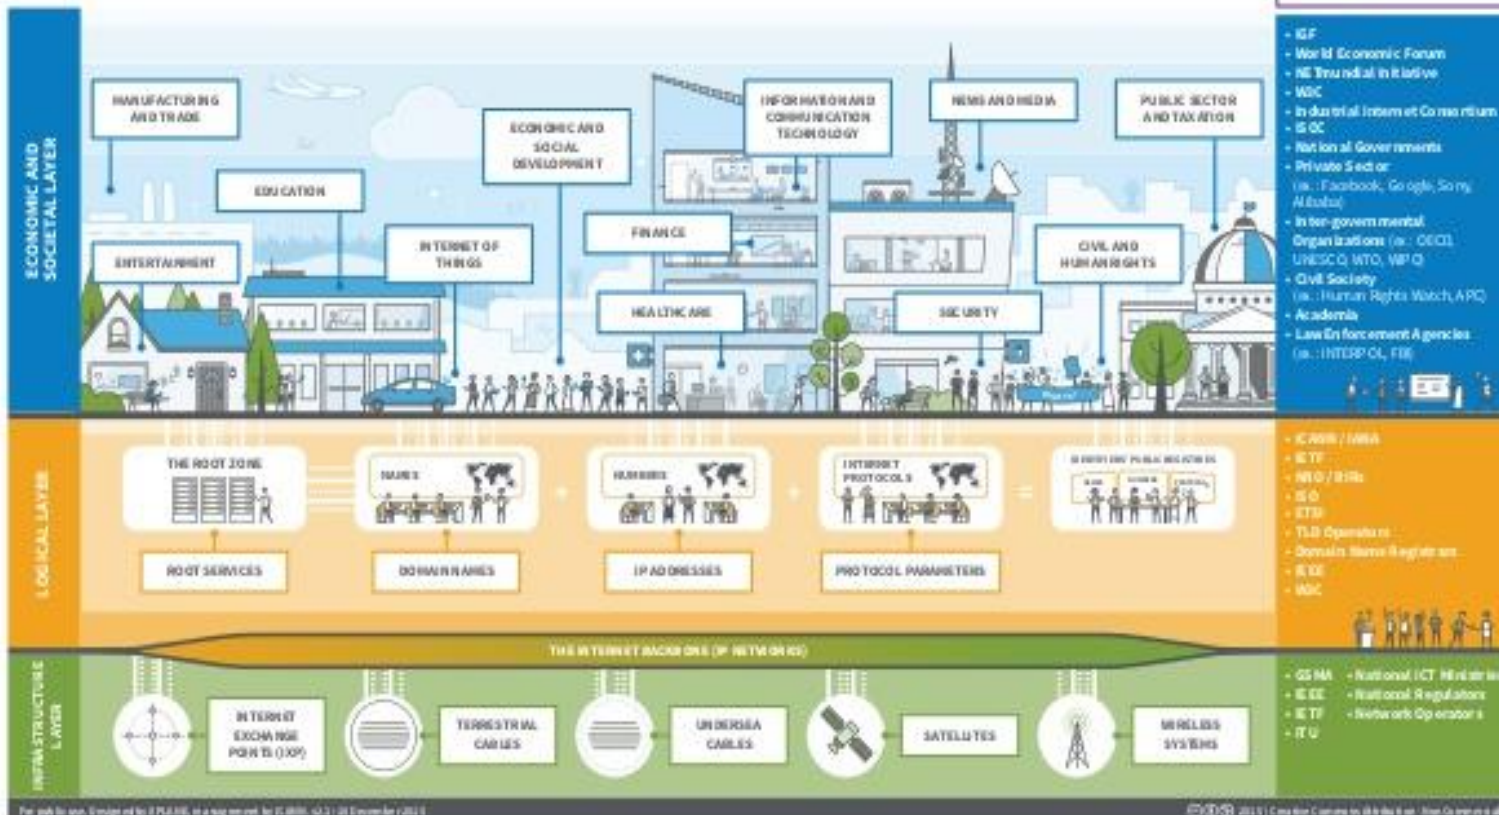 ECONOMIC AND
SOCIETAL LAYER
MANUFACTURING
AND TRADE
EDUCATION
ENTERTAINMENT
INTERNET OF
THINGS
ECONOMIC AND
SOCIAL
DEVELOPMENT
FINANCE
HEALTHCARE
INFORMATION AND
COMMUNICATION
TECHNOLOGY
NEWS AND MEDIA
PUBLIC SECTOR
AND TAXATION
CIVIL AND
HUMAN RIGHTS
SECURITY
• IGF
• World Economic Forum
• NETmundial Initiative
• W3C
• Industrial Internet Consortium
• ISOC
• National Governments
• Private Sector
(ex.: Facebook, Google, Sony,
Alibaba)
• Inter-governmental
Organizations (ex.: OECD,
UNESCO, WTO, WIPO)
• Civil Society
(ex.: Human Rights Watch, APC)
• Academia
• Law Enforcement Agencies
(ex.: INTERPOL, FBI)
LOGICAL LAYER
THE ROOT ZONE
NAMES
NUMBERS
INTERNET
PROTOCOLS
+
+
=
IDENTIFIERS' PUBLIC REGISTRIES
ROOT SERVICES
DOMAIN NAMES
IP ADDRESSES
PROTOCOL PARAMETERS
• ICANN / IANA
• IETF
• NRO / RIRs
• ISO
• ETSI
• TLD Operators
• Domain Name Registrars
• IEEE
• W3C
THE INTERNET BACKBONE (IP NETWORKS)
INFRASTRUCTURE
LAYER
INTERNET
EXCHANGE
POINTS (IXP)
TERRESTRIAL
CABLES
UNDERSEA
CABLES
SATELLITES
WIRELESS
SYSTEMS
• GSMA • National ICT Ministries
• IEEE • National Regulators
• IETF • Network Operators
• ITU